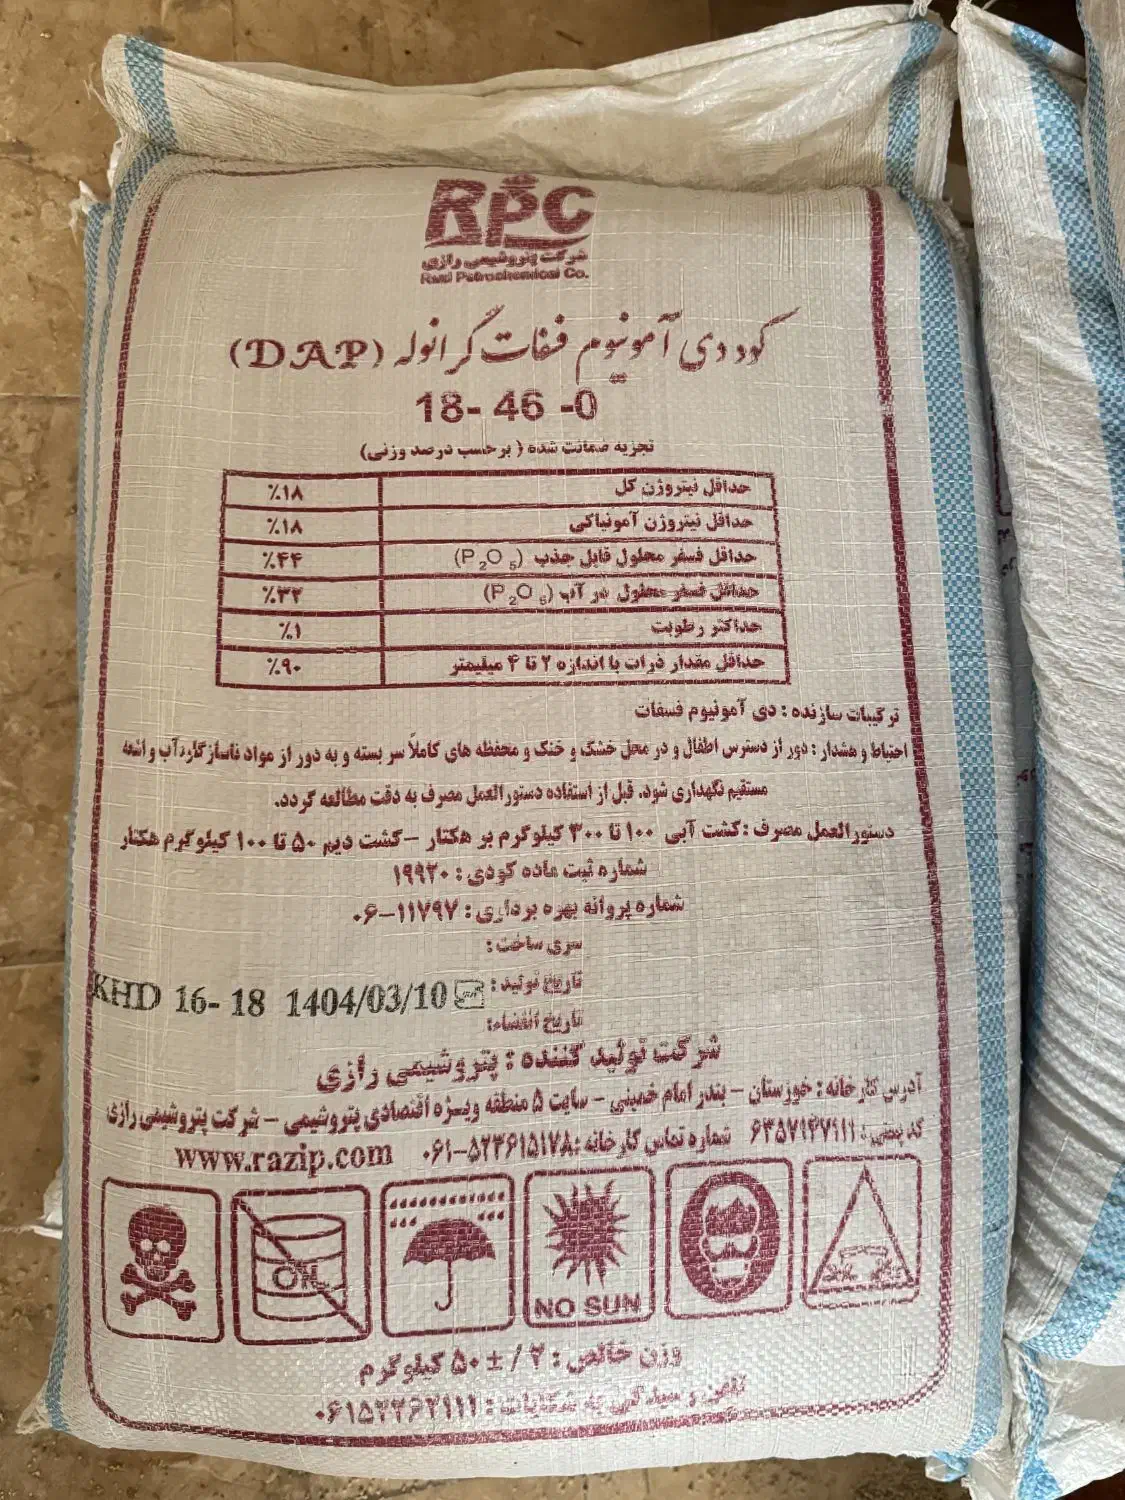 RPC
شرکت پتروشیمی رازی
Razi Petrochemical Co.
کود دی آمونیوم فسفات گرانوله (DAP)
18- 46 -0
تجزیه ضمانت شده ( برحسب درصد وزنی)
حداقل نیتروژن کل ٪۱۸
حداقل نیتروژن آمونیاکی ٪۱۸
حداقل فسفر محلول قابل جذب (P2O5) ٪۴۴
حداقل فسفر محلول در آب (P2O5) ٪۳۲
حداکثر رطوبت ٪۱
حداقل مقدار ذرات با اندازه ۲ تا ۴ میلیمتر ٪۹۰
ترکیبات سازنده : دی آمونیوم فسفات
احتیاط و هشدار : دور از دسترس اطفال و در محل خشک و خنک و محفظه های کاملاً سر بسته و به دور از مواد ناسازگار، آب و اشعه
مستقیم نگهداری شود. قبل از استفاده دستورالعمل مصرف به دقت مطالعه گردد.
دستورالعمل مصرف : کشت آبی ۱۰۰ تا ۳۰۰ کیلوگرم بر هکتار – کشت دیم ۵۰ تا ۱۰۰ کیلوگرم هکتار
شماره ثبت ماده کودی : ۱۹۹۲۰
شماره پروانه بهره برداری : ۱۱۷۹۷–۰۶
سری ساخت :
تاریخ تولید :
KHD 16- 18 1404/03/10
تاریخ انقضاء:
شرکت تولید کننده : پتروشیمی رازی
آدرس کارخانه : خوزستان – بندر امام خمینی – سایت ۵ منطقه ویژه اقتصادی پتروشیمی – شرکت پتروشیمی رازی
کد پستی : ۶۳۵۷۱۴۷۱۱۱ شماره تماس کارخانه : ۰۶۱–۵۲۲۶۱۵۱۷۸
www.razip.com
OIL
NO SUN
وزن خالص : ۲ / ± ۵۰ کیلوگرم
تلفن رسیدگی به شکایات : ۰۶۱۵۲۲۶۲۱۱۱